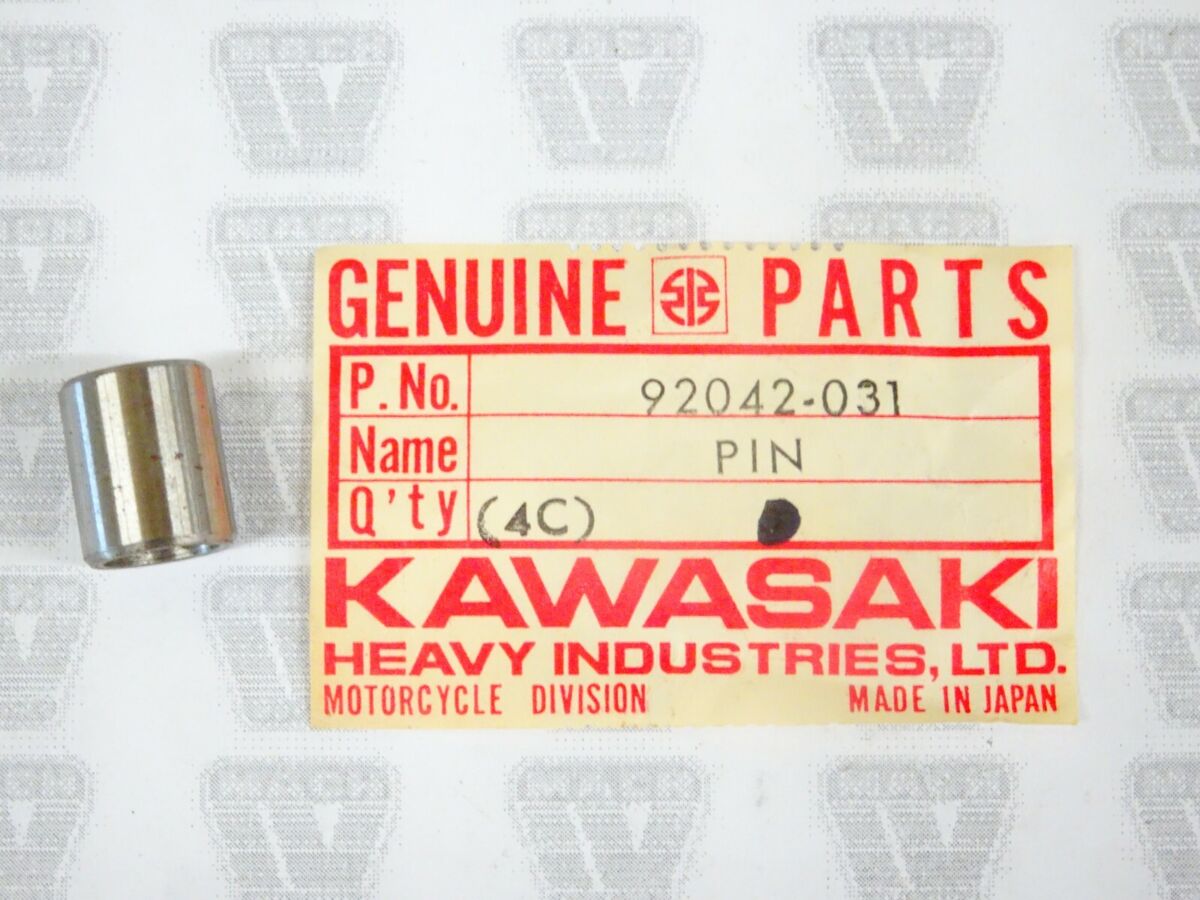 GENUINE PARTS
P. No. 92042-031
Name PIN
Q'ty (4C)
KAWASAKI
HEAVY INDUSTRIES, LTD.
MOTORCYCLE DIVISION MADE IN JAPAN